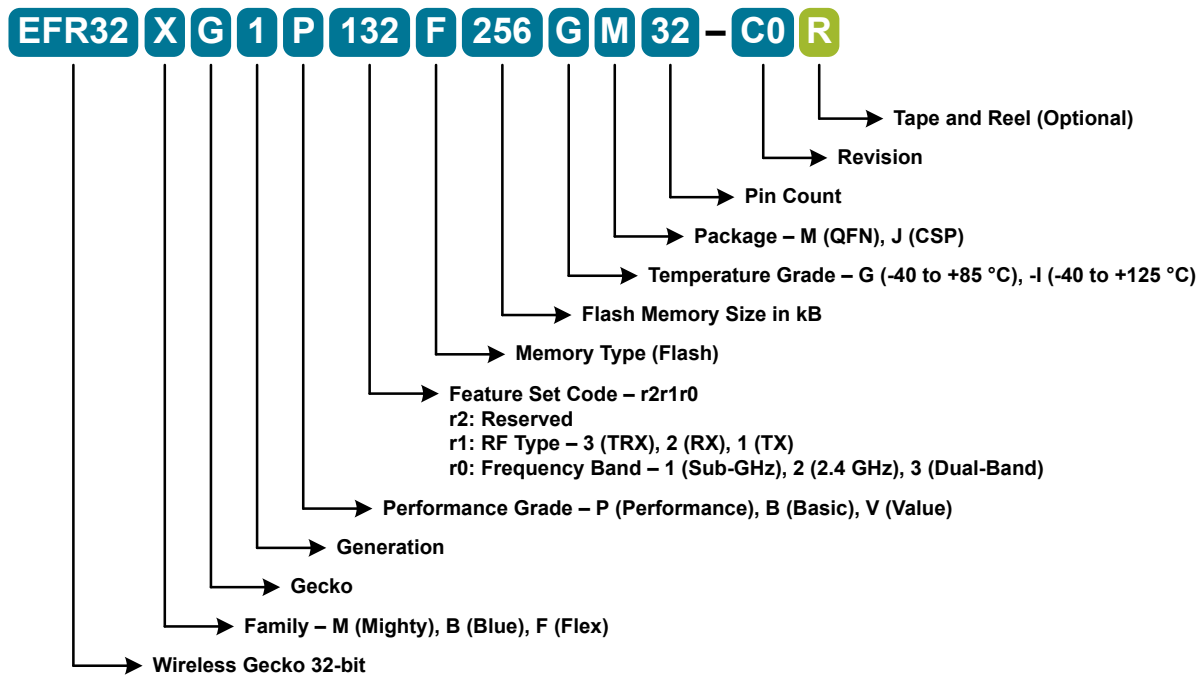 EFR32 X G 1 P 132 F 256 G M 32 – C0 R
Tape and Reel (Optional)
Revision
Pin Count
Package – M (QFN), J (CSP)
Temperature Grade – G (-40 to +85 °C), -I (-40 to +125 °C)
Flash Memory Size in kB
Memory Type (Flash)
Feature Set Code – r2r1r0
r2: Reserved
r1: RF Type – 3 (TRX), 2 (RX), 1 (TX)
r0: Frequency Band – 1 (Sub-GHz), 2 (2.4 GHz), 3 (Dual-Band)
Performance Grade – P (Performance), B (Basic), V (Value)
Generation
Gecko
Family – M (Mighty), B (Blue), F (Flex)
Wireless Gecko 32-bit